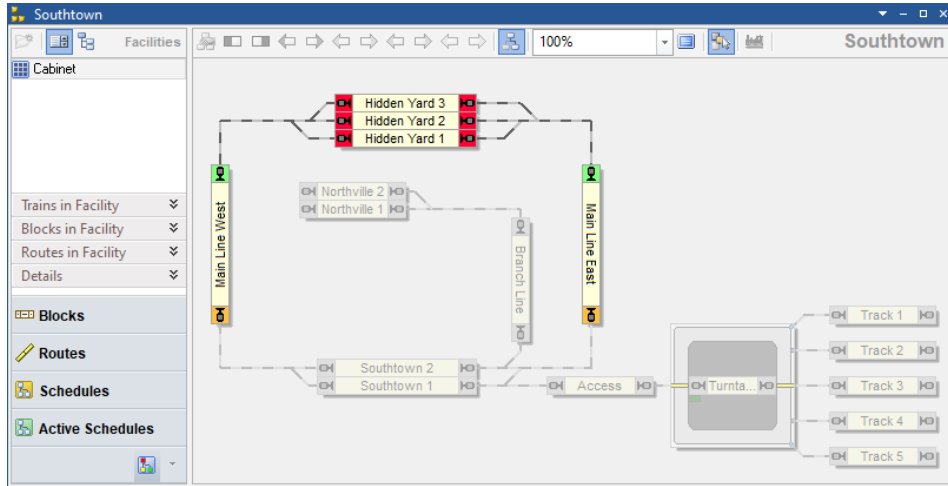 Southtown
Facilities
100%
Southtown
Cabinet
Hidden Yard 3
Hidden Yard 2
Hidden Yard 1
Main Line West
Northville 2
Northville 1
Main Line East
Branch Line
Trains in Facility
Blocks in Facility
Routes in Facility
Details
Blocks
Routes
Schedules
Active Schedules
Southtown 2
Southtown 1
Access
Turnta...
Track 1
Track 2
Track 3
Track 4
Track 5